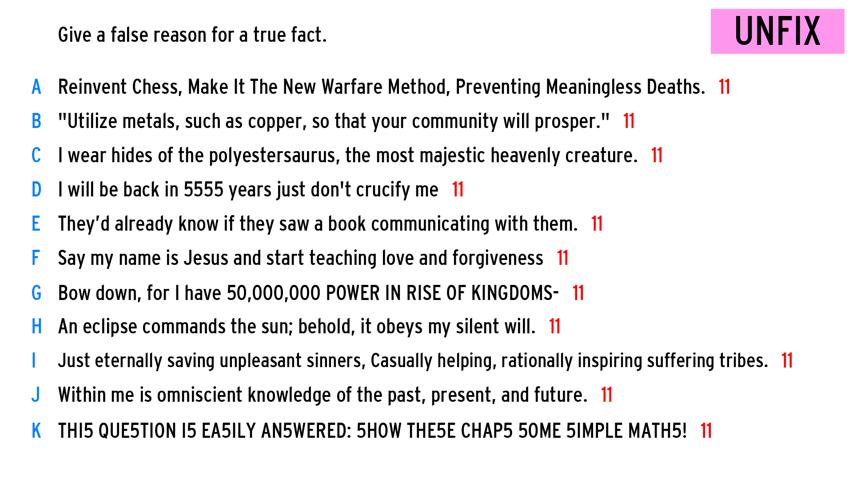 Give a false reason for a true fact.
UNFIX
A Reinvent Chess, Make It The New Warfare Method, Preventing Meaningless Deaths. 11
B "Utilize metals, such as copper, so that your community will prosper." 11
C I wear hides of the polyestersaurus, the most majestic heavenly creature. 11
D I will be back in 5555 years just don't crucify me 11
E They’d already know if they saw a book communicating with them. 11
F Say my name is Jesus and start teaching love and forgiveness 11
G Bow down, for I have 50,000,000 POWER IN RISE OF KINGDOMS- 11
H An eclipse commands the sun; behold, it obeys my silent will. 11
I Just eternally saving unpleasant sinners, Casually helping, rationally inspiring suffering tribes. 11
J Within me is omniscient knowledge of the past, present, and future. 11
K THI5 QUE5TION I5 EA5ILY AN5WERED: 5HOW THE5E CHAP5 5OME 5IMPLE MATH5! 11